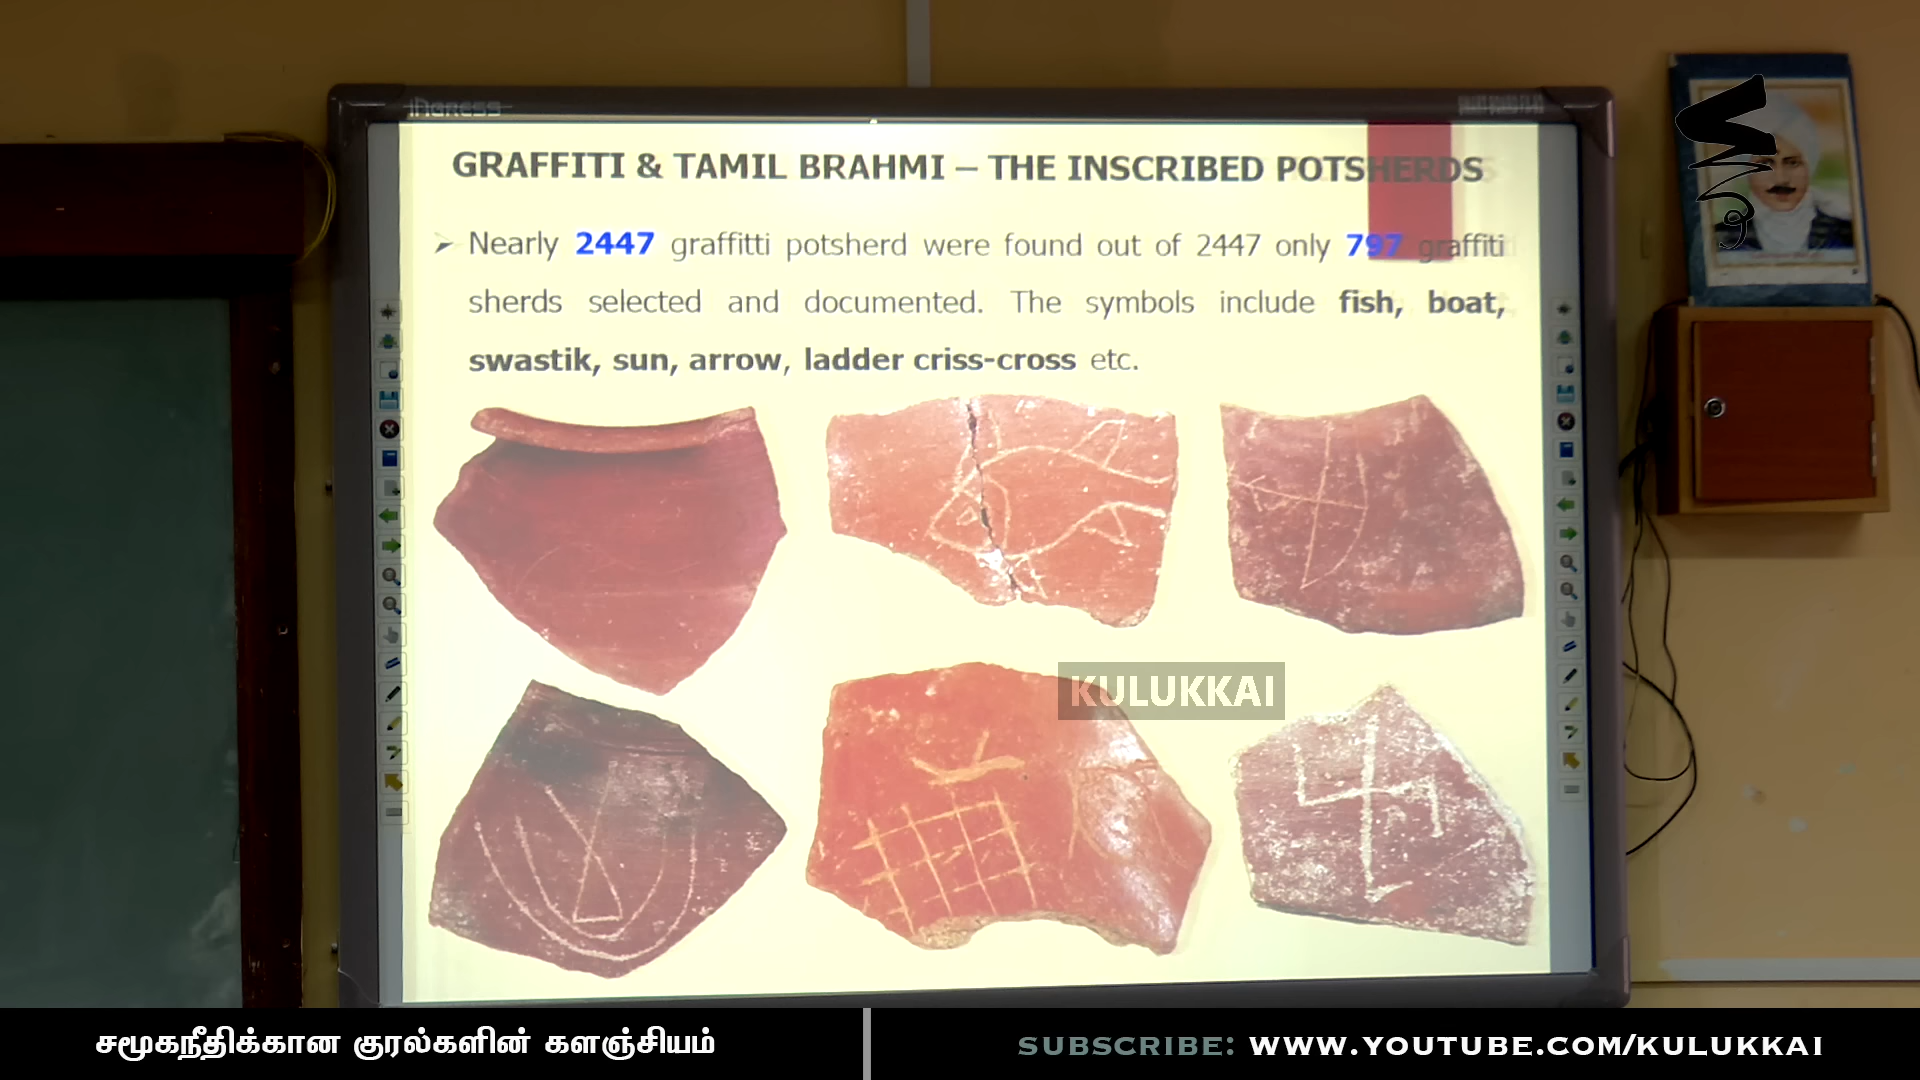 INGRESS
GRAFFITI & TAMIL BRAHMI – THE INSCRIBED POTSHERDS
➢ Nearly 2447 graffitti potsherd were found out of 2447 only 797 graffiti
sherds selected and documented. The symbols include fish, boat,
swastik, sun, arrow, ladder criss-cross etc.
KULUKKAI
சமூகநீதிக்கான குரல்களின் களஞ்சியம்
SUBSCRIBE: WWW.YOUTUBE.COM/KULUKKAI